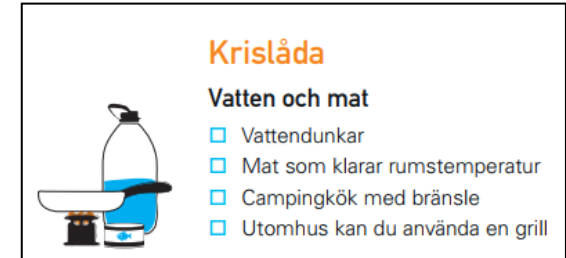 Krislåda
Vatten och mat
Vattendunkar
Mat som klarar rumstemperatur
Campingkök med bränsle
Utomhus kan du använda en grill